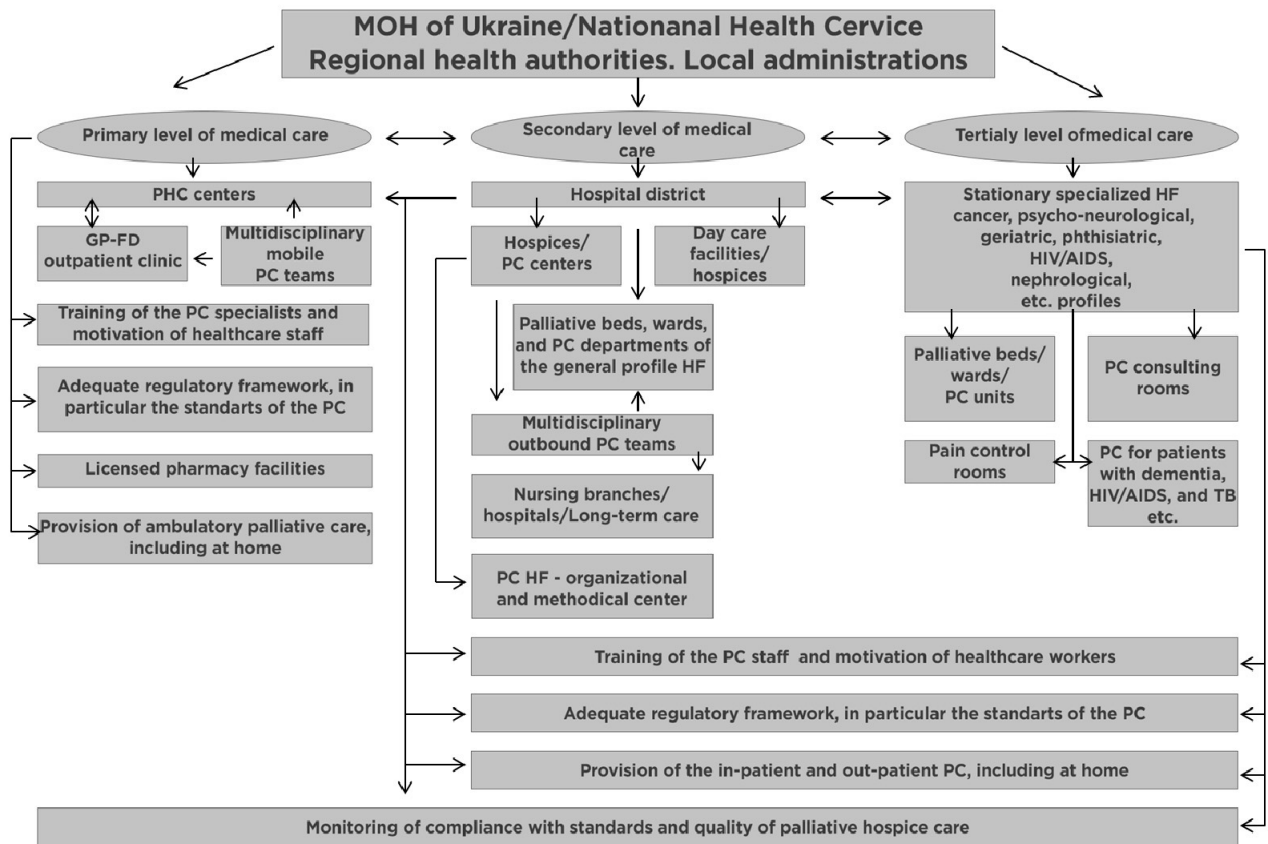 MOH of Ukraine/Nationanal Health Cervice
Regional health authorities. Local administrations
Primary level of medical care
Secondary level of medical
care
Tertialy level ofmedical care
PHC centers
Hospital district
Stationary specialized HF
cancer, psycho-neurological,
geriatric, phthisiatric,
HIV/AIDS,
nephrological,
etc. profiles
GP-FD
outpatient clinic
Multidisciplinary
mobile
PC teams
Hospices/
PC centers
Day care
facilities/
hospices
Training of the PC specialists and
motivation of healthcare staff
Palliative beds, wards,
and PC departments of
the general profile HF
Palliative beds/
wards/
PC units
PC consulting
rooms
Adequate regulatory framework, in
particular the standarts of the PC
Multidisciplinary
outbound PC teams
Pain control
rooms
PC for patients
with dementia,
HIV/AIDS, and TB
etc.
Licensed pharmacy facilities
Nursing branches/
hospitals/Long-term care
Provision of ambulatory palliative care,
including at home
PC HF - organizational
and methodical center
Training of the PC staff and motivation of healthcare workers
Adequate regulatory framework, in particular the standarts of the PC
Provision of the in-patient and out-patient PC, including at home
Monitoring of compliance with standards and quality of palliative hospice care